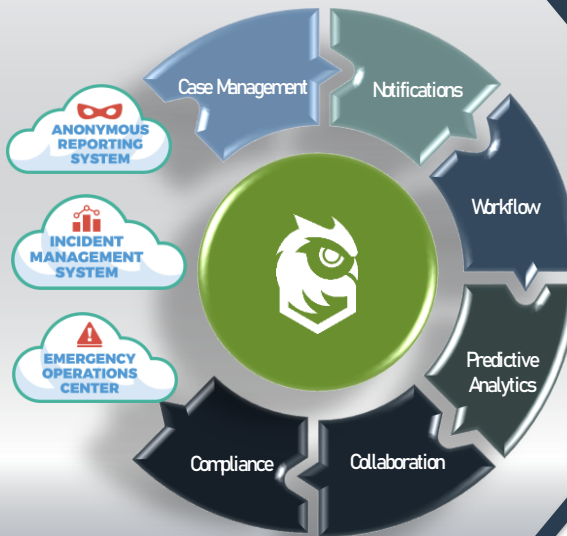 Case Management
Notifications
ANONYMOUS
REPORTING
SYSTEM
Workflow
INCIDENT
MANAGEMENT
SYSTEM
Predictive
Analytics
EMERGENCY
OPERATIONS
CENTER
Compliance
Collaboration